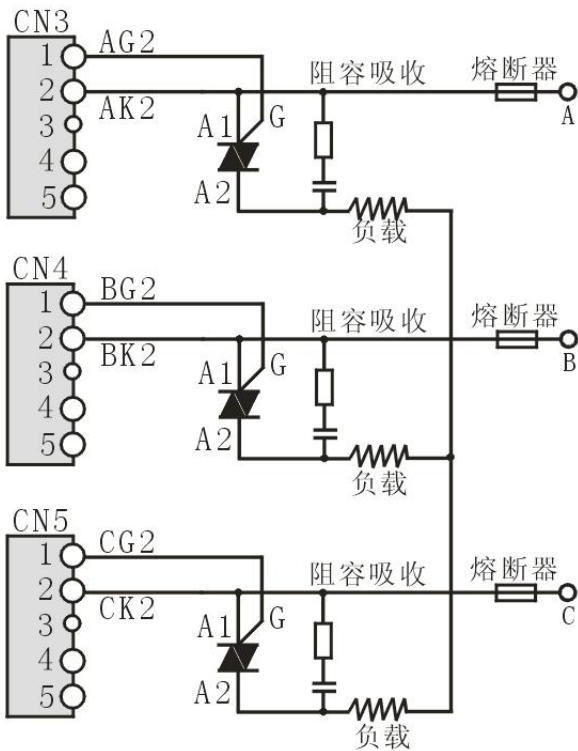 CN3
1 AG2
阻容吸收 熔断器
2
AK2 A
A1 G
3
4 A2
5
负载
CN4
1 BG2
阻容吸收 熔断器
2
BK2 B
A1 G
3
4 A2
5
负载
CN5
1 CG2
阻容吸收 熔断器
2
CK2 C
A1 G
3
4 A2
5
负载